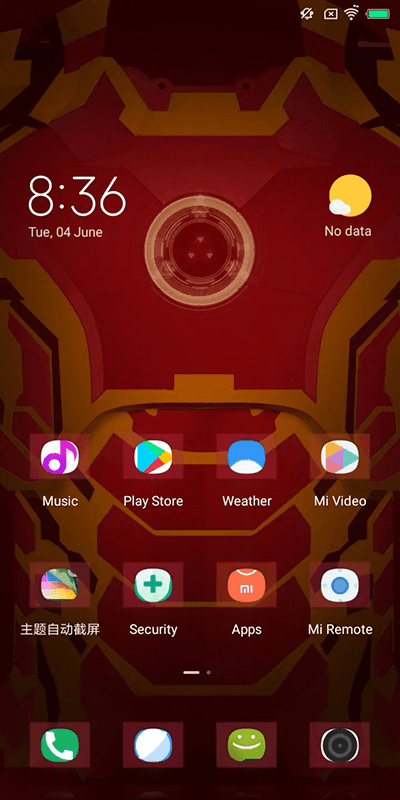 8:36
Tue, 04 June
No data
Music Play Store Weather Mi Video
主题自动截屏 Security Apps Mi Remote